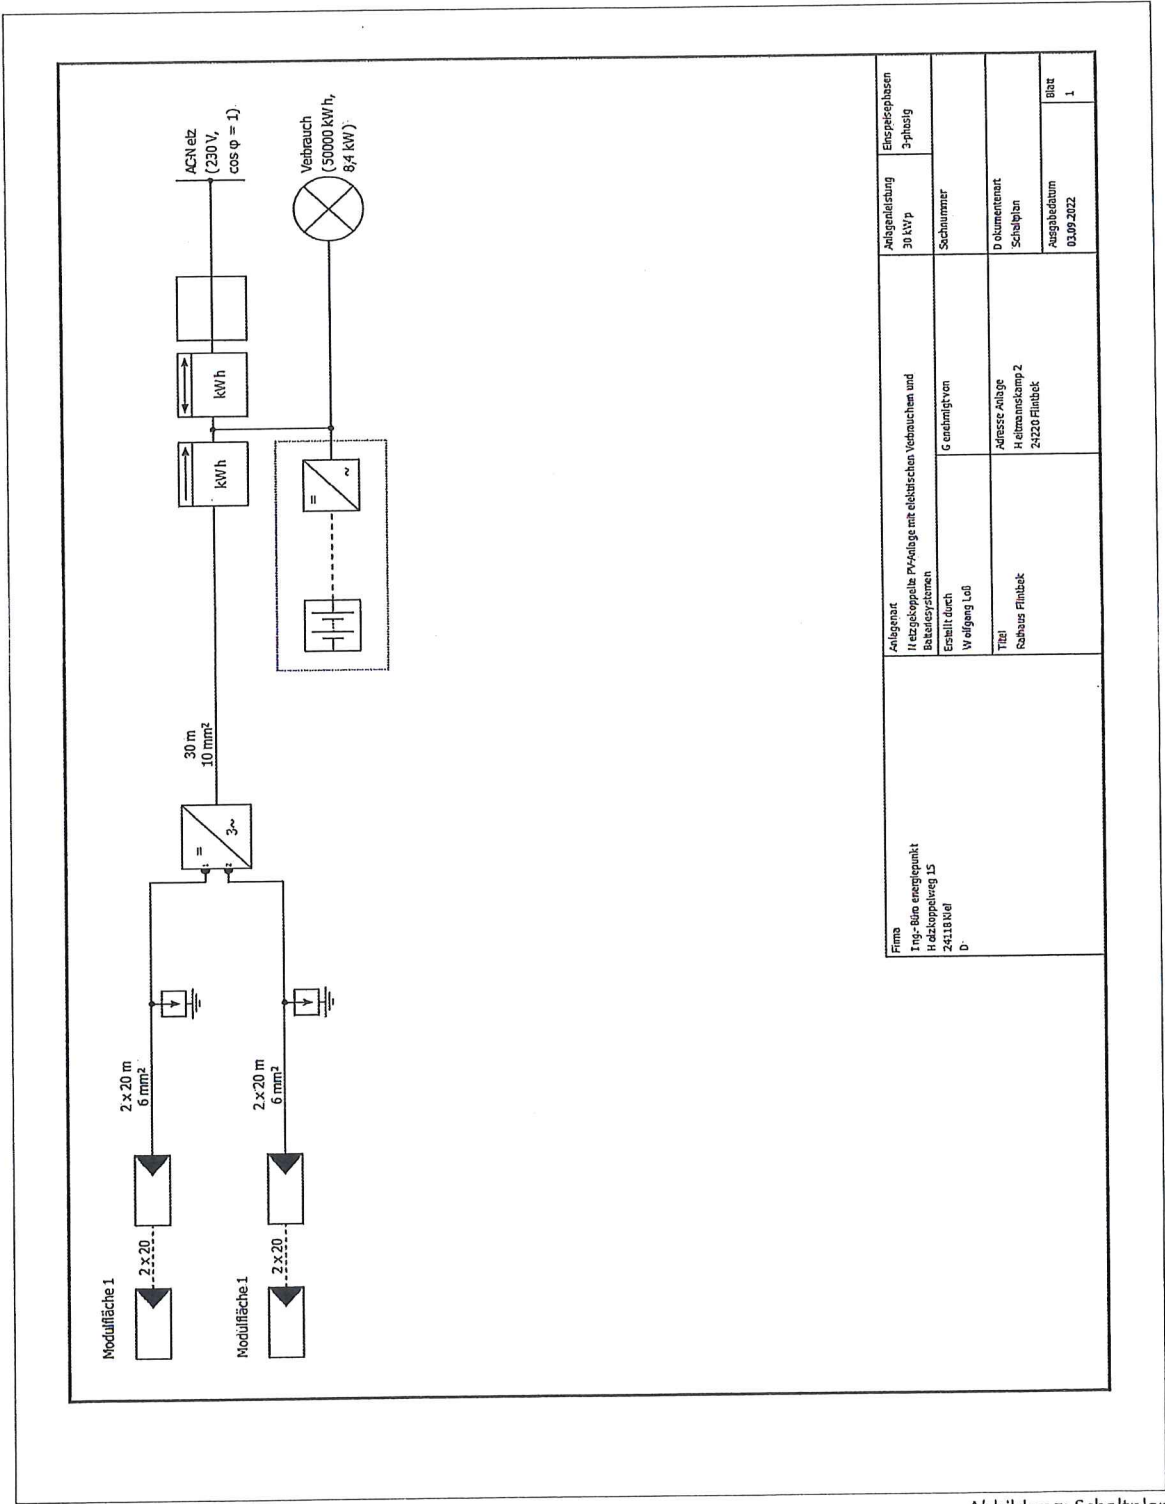 Modulfläche 1
2 x 20
2 x 20 m
6 mm²
Modulfläche 1
2 x 20
2 x 20 m
6 mm²
=
3~
1
2
30 m
10 mm²
kWh
kWh
AC-Netz
(230 V,
cos φ = 1)
=
~
Verbrauch
(50000 kWh,
8,4 kW)
Firma
Ing.-Büro energiepunkt
Holzkoppelweg 15
24118 Kiel
D-
Anlagenart
Netzgekoppelte PV-Anlage mit elektrischen Verbrauchern und
Batteriesystemen
Anlagenleistung
30 kWp
Einspeisephasen
3-phasig
Erstellt durch
Wolfgang Loß
Genehmigt von
Sachnummer
Titel
Rathaus Flintbek
Adresse Anlage
Heitmannskamp 2
24220 Flintbek
Dokumentenart
Schaltplan
Ausgabedatum
03.09.2022
Blatt
1
Abbildung: Schaltplan